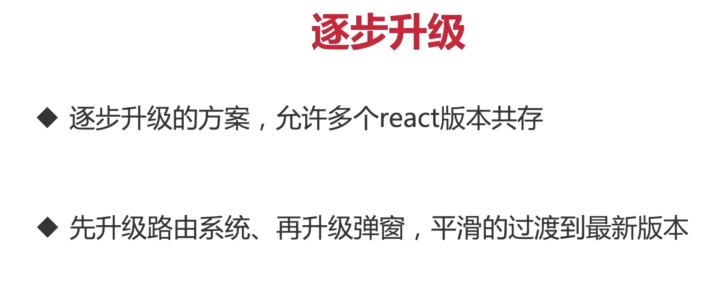 逐步升级
◆ 逐步升级的方案，允许多个react版本共存
◆ 先升级路由系统、再升级弹窗，平滑的过渡到最新版本